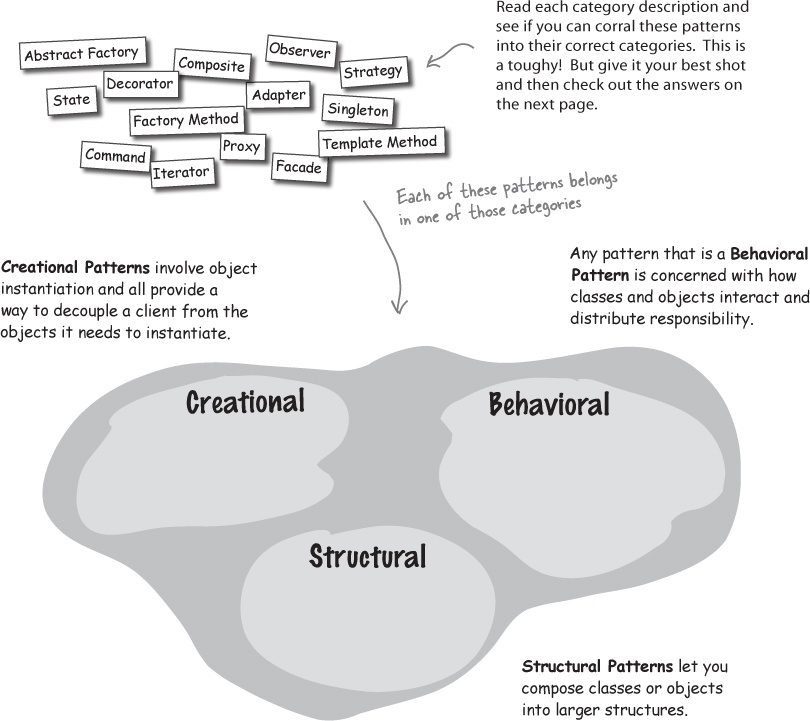 Read each category description and
see if you can corral these patterns
into their correct categories.  This is
a toughy!  But give it your best shot
and then check out the answers on
the next page.
Abstract Factory
Observer
Composite
Strategy
Decorator
Adapter
State
Singleton
Factory Method
Template Method
Proxy
Command
Facade
Iterator
Each of these patterns belongs
in one of those categories
Creational Patterns involve object
instantiation and all provide a
way to decouple a client from the
objects it needs to instantiate.
Any pattern that is a Behavioral
Pattern is concerned with how
classes and objects interact and
distribute responsibility.
Creational
Behavioral
Structural
Structural Patterns let you
compose classes or objects
into larger structures.